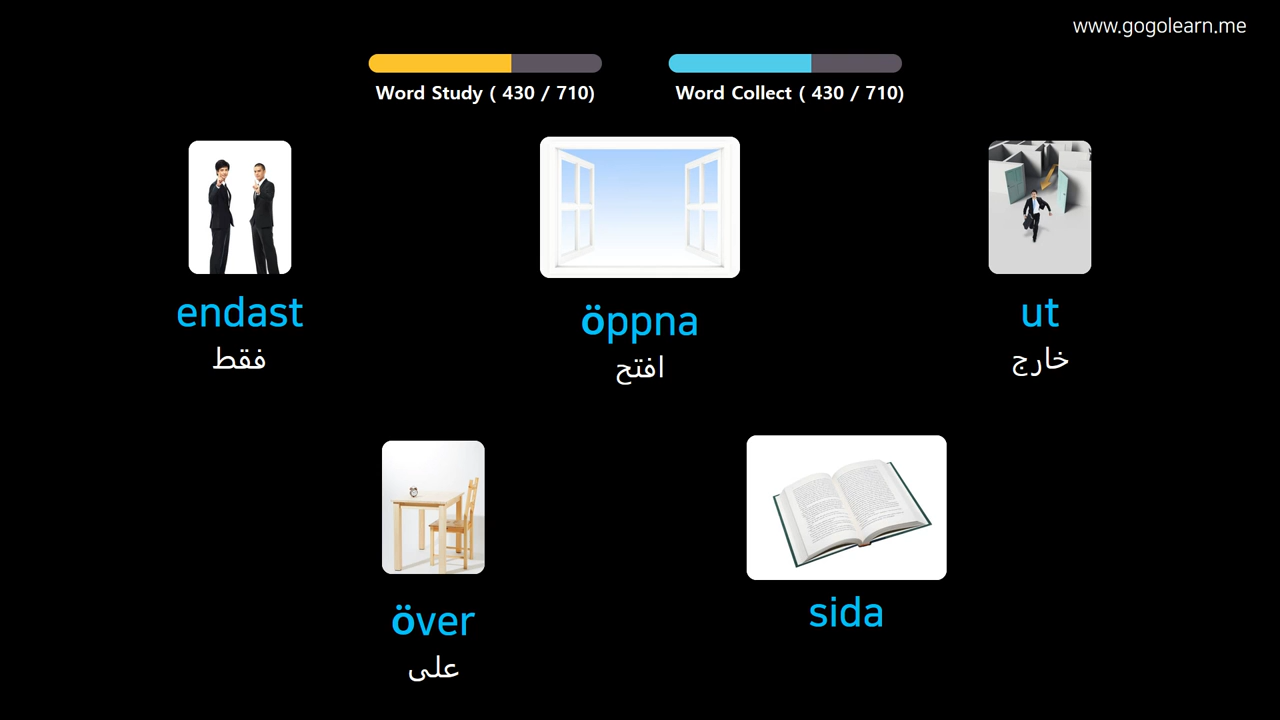 www.gogolearn.me
Word Study ( 430 / 710)
Word Collect ( 430 / 710)
endast
فقط
öppna
افتح
ut
خارج
över
على
sida